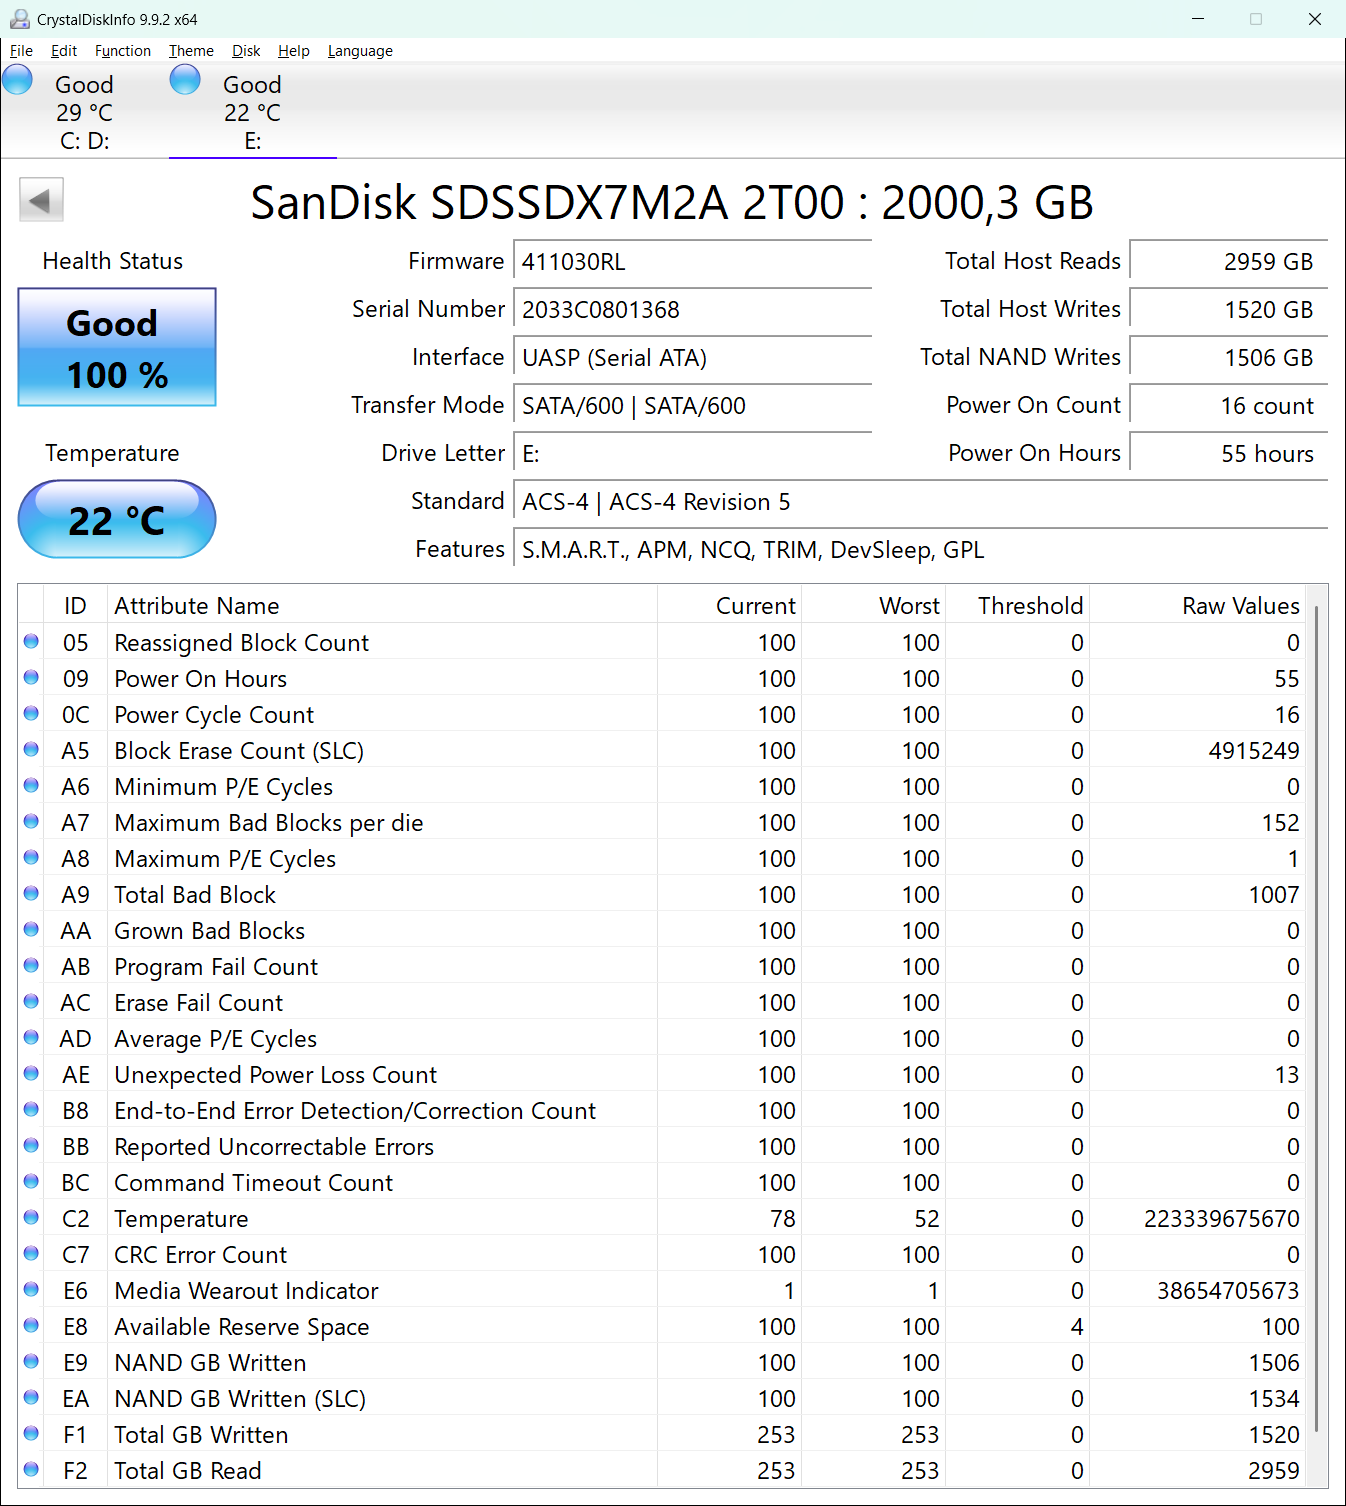 CrystalDiskInfo 9.9.2 x64
File Edit Function Theme Disk Help Language
Good Good
29 °C 22 °C
C: D: E:
SanDisk SDSSDX7M2A 2T00 : 2000,3 GB
Health Status
Good
100 %
Temperature
22 °C
Firmware 411030RL
Serial Number 2033C0801368
Interface UASP (Serial ATA)
Transfer Mode SATA/600 | SATA/600
Drive Letter E:
Standard ACS-4 | ACS-4 Revision 5
Features S.M.A.R.T., APM, NCQ, TRIM, DevSleep, GPL
Total Host Reads 2959 GB
Total Host Writes 1520 GB
Total NAND Writes 1506 GB
Power On Count 16 count
Power On Hours 55 hours
ID Attribute Name Current Worst Threshold Raw Values
05 Reassigned Block Count 100 100 0 0
09 Power On Hours 100 100 0 55
0C Power Cycle Count 100 100 0 16
A5 Block Erase Count (SLC) 100 100 0 4915249
A6 Minimum P/E Cycles 100 100 0 0
A7 Maximum Bad Blocks per die 100 100 0 152
A8 Maximum P/E Cycles 100 100 0 1
A9 Total Bad Block 100 100 0 1007
AA Grown Bad Blocks 100 100 0 0
AB Program Fail Count 100 100 0 0
AC Erase Fail Count 100 100 0 0
AD Average P/E Cycles 100 100 0 0
AE Unexpected Power Loss Count 100 100 0 13
B8 End-to-End Error Detection/Correction Count 100 100 0 0
BB Reported Uncorrectable Errors 100 100 0 0
BC Command Timeout Count 100 100 0 0
C2 Temperature 78 52 0 223339675670
C7 CRC Error Count 100 100 0 0
E6 Media Wearout Indicator 1 1 0 38654705673
E8 Available Reserve Space 100 100 4 100
E9 NAND GB Written 100 100 0 1506
EA NAND GB Written (SLC) 100 100 0 1534
F1 Total GB Written 253 253 0 1520
F2 Total GB Read 253 253 0 2959